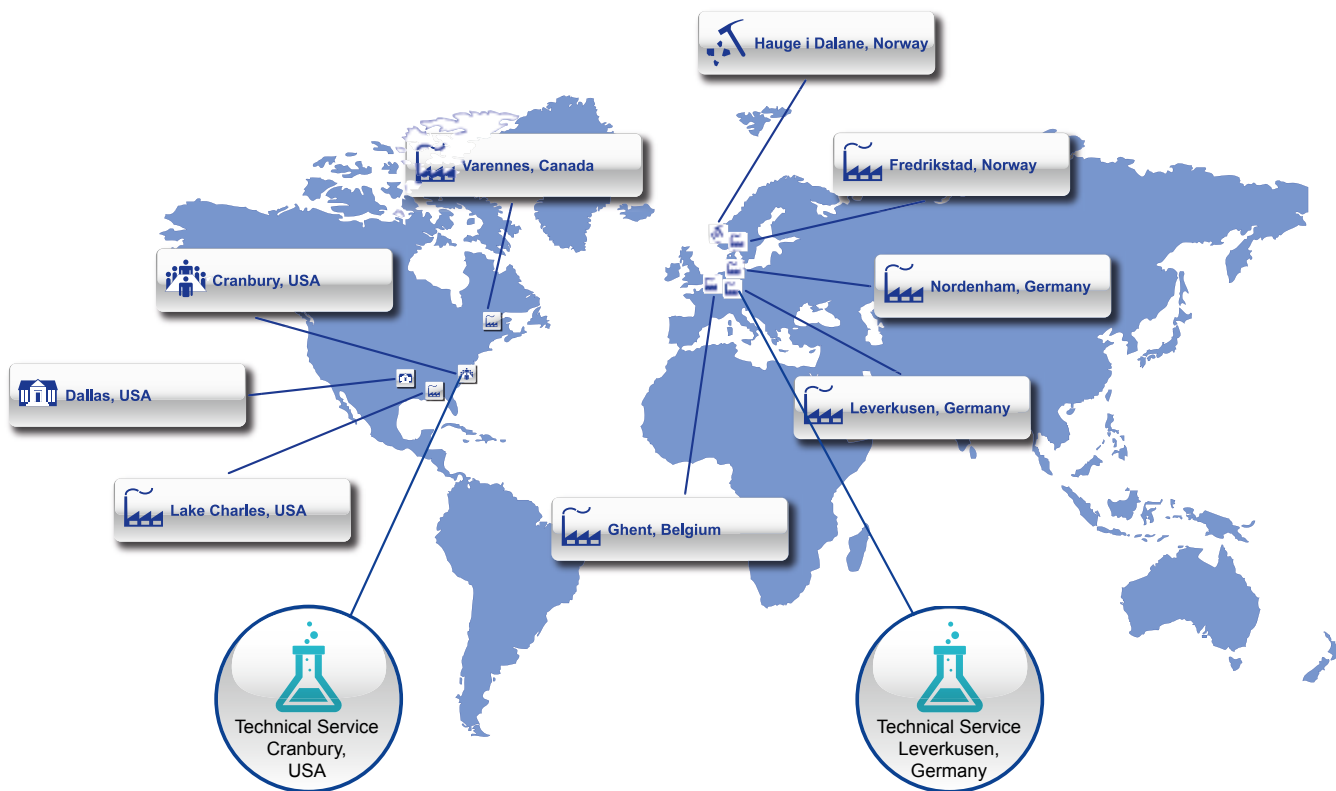 Hauge i Dalane, Norway
Varennes, Canada
Fredrikstad, Norway
Cranbury, USA
Nordenham, Germany
Dallas, USA
Leverkusen, Germany
Lake Charles, USA
Ghent, Belgium
Technical Service
Cranbury,
USA
Technical Service
Leverkusen,
Germany